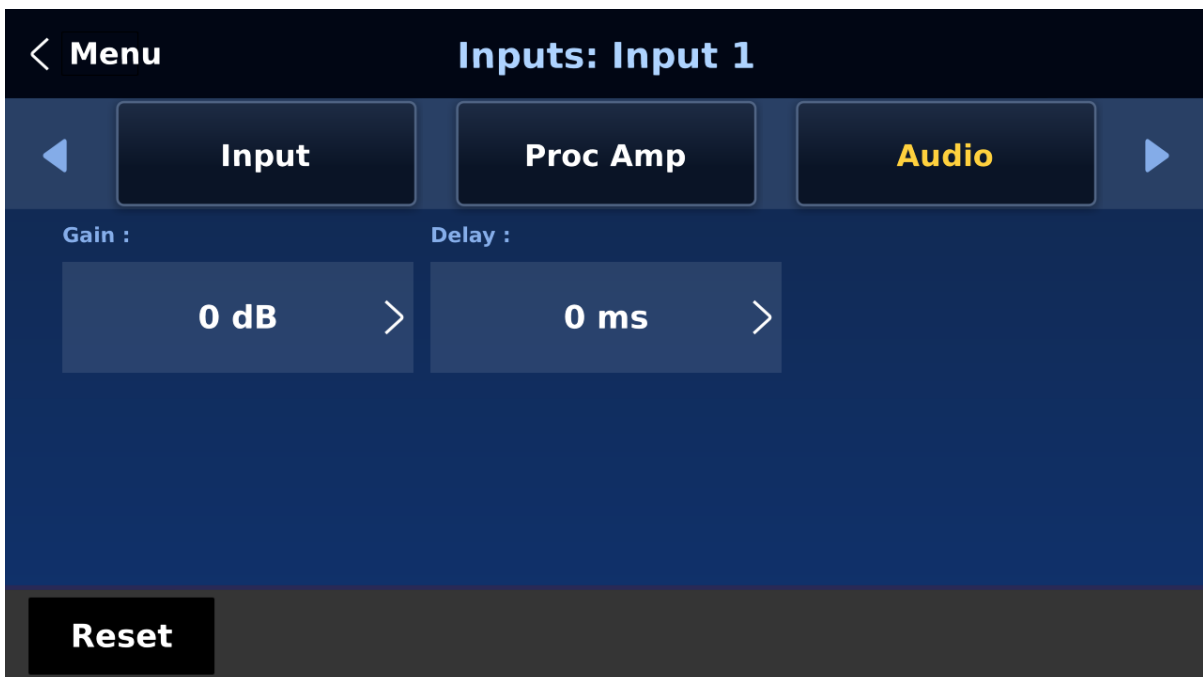 Menu
Inputs: Input 1
Input
Proc Amp
Audio
Gain :
Delay :
0 dB
0 ms
Reset